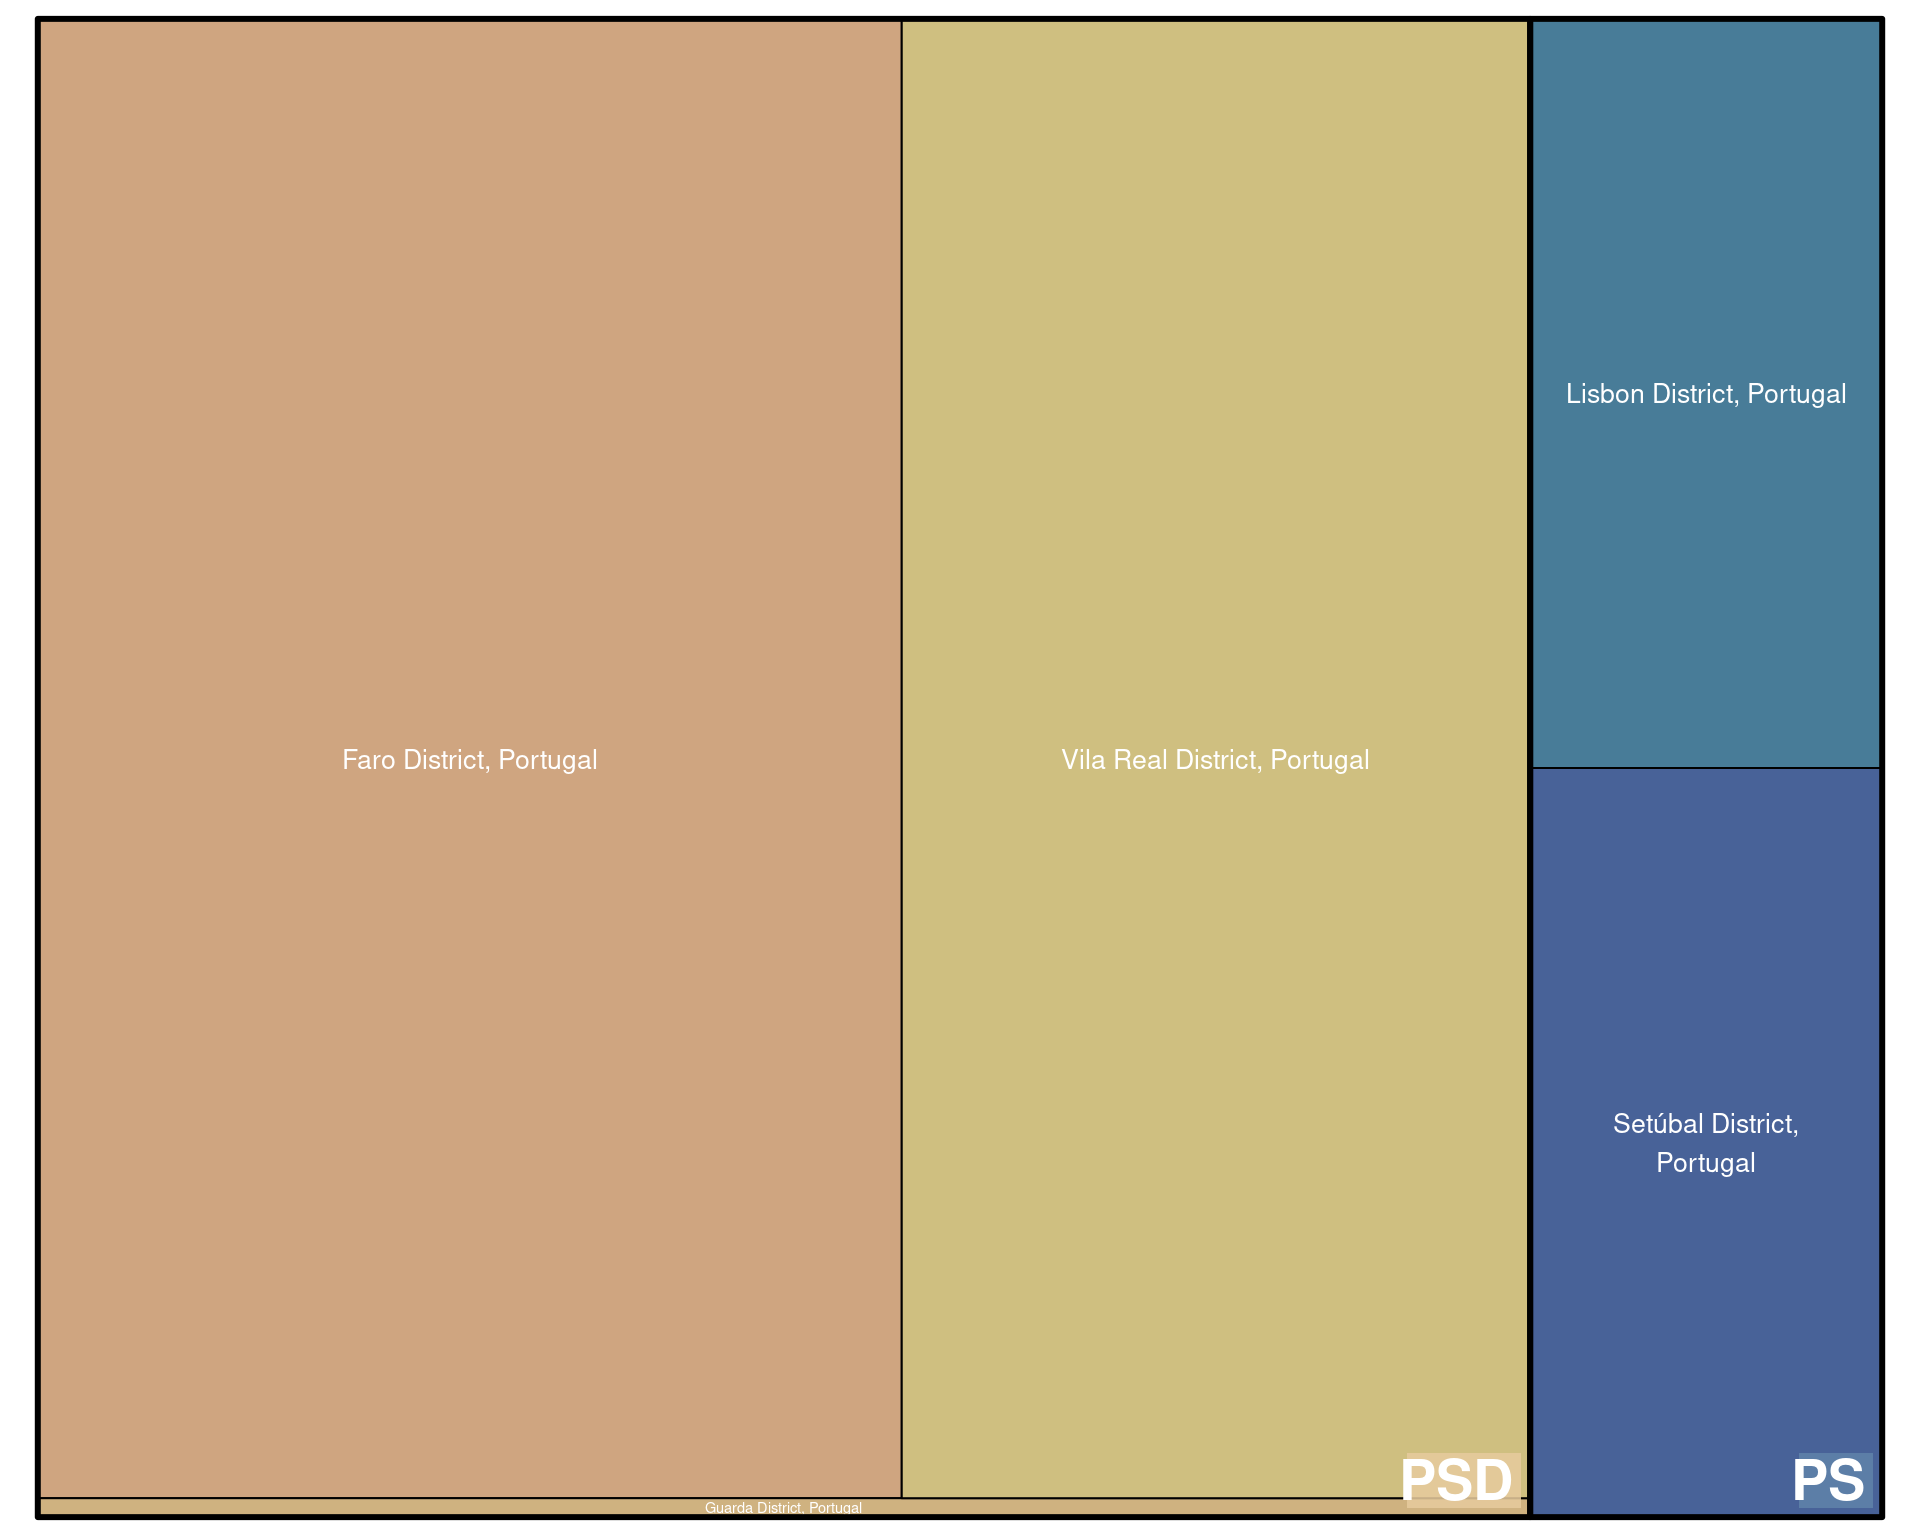 Lisbon District, Portugal
Faro District, Portugal
Vila Real District, Portugal
Setúbal District,
Portugal
PSD
PS
Guarda District, Portugal